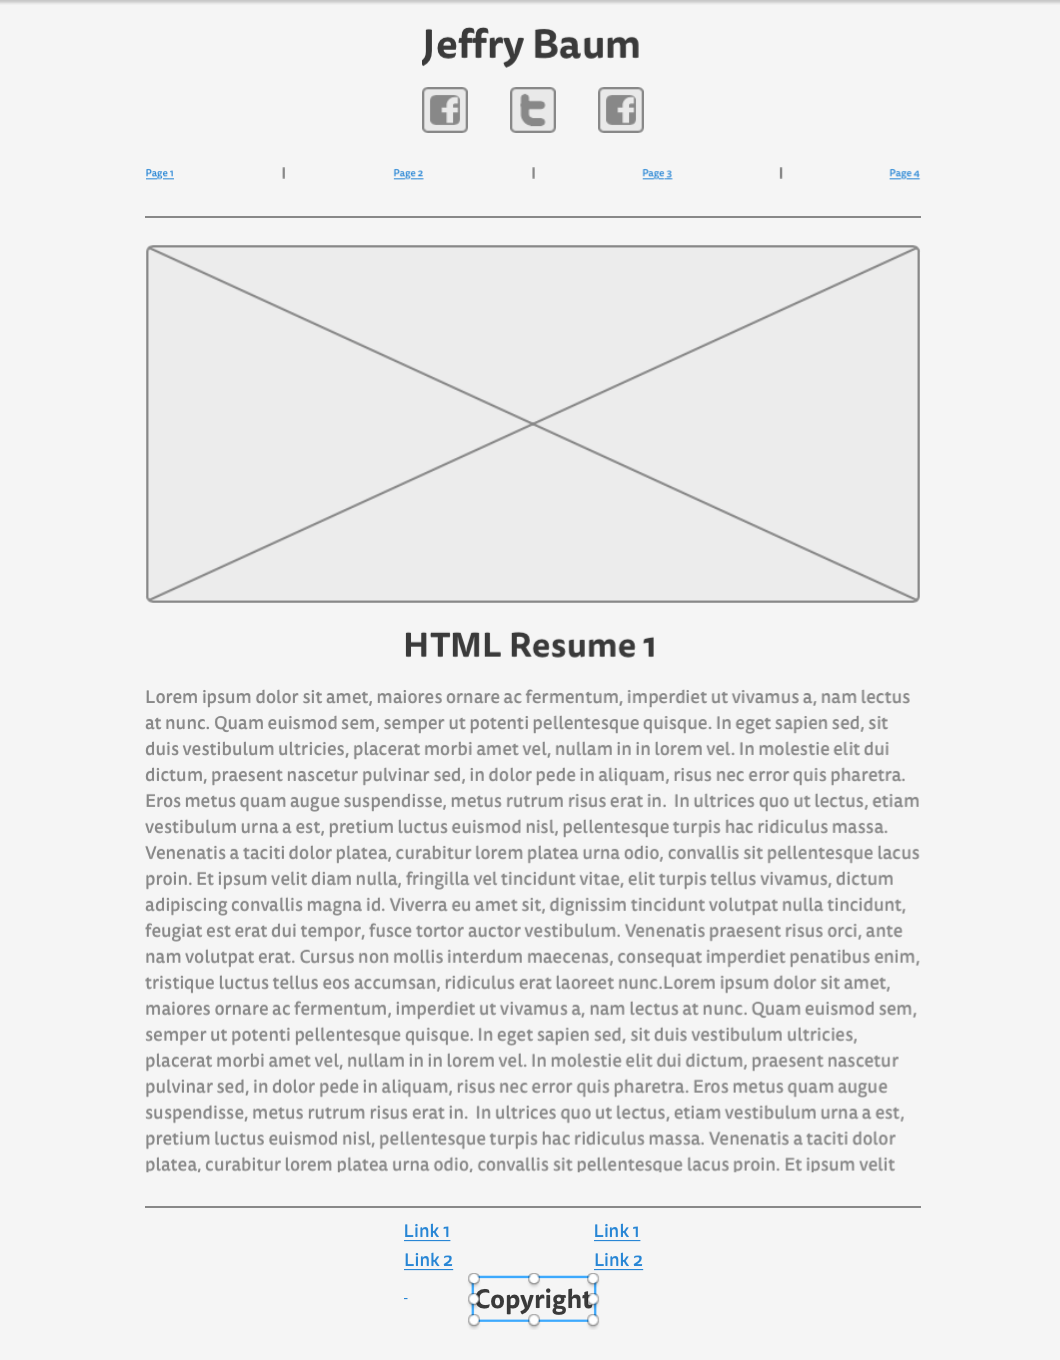 Jeffry Baum
Page 1 | Page 2 | Page 3 | Page 4
HTML Resume 1
Lorem ipsum dolor sit amet, maiores ornare ac fermentum, imperdiet ut vivamus a, nam lectus
at nunc. Quam euismod sem, semper ut potenti pellentesque quisque. In eget sapien sed, sit
duis vestibulum ultricies, placerat morbi amet vel, nullam in in lorem vel. In molestie elit dui
dictum, praesent nascetur pulvinar sed, in dolor pede in aliquam, risus nec error quis pharetra.
Eros metus quam augue suspendisse, metus rutrum risus erat in.  In ultrices quo ut lectus, etiam
vestibulum urna a est, pretium luctus euismod nisl, pellentesque turpis hac ridiculus massa.
Venenatis a taciti dolor platea, curabitur lorem platea urna odio, convallis sit pellentesque lacus
proin. Et ipsum velit diam nulla, fringilla vel tincidunt vitae, elit turpis tellus vivamus, dictum
adipiscing convallis magna id. Viverra eu amet sit, dignissim tincidunt volutpat nulla tincidunt,
feugiat est erat dui tempor, fusce tortor auctor vestibulum. Venenatis praesent risus orci, ante
nam volutpat erat. Cursus non mollis interdum maecenas, consequat imperdiet penatibus enim,
tristique luctus tellus eos accumsan, ridiculus erat laoreet nunc.Lorem ipsum dolor sit amet,
maiores ornare ac fermentum, imperdiet ut vivamus a, nam lectus at nunc. Quam euismod sem,
semper ut potenti pellentesque quisque. In eget sapien sed, sit duis vestibulum ultricies,
placerat morbi amet vel, nullam in in lorem vel. In molestie elit dui dictum, praesent nascetur
pulvinar sed, in dolor pede in aliquam, risus nec error quis pharetra. Eros metus quam augue
suspendisse, metus rutrum risus erat in.  In ultrices quo ut lectus, etiam vestibulum urna a est,
pretium luctus euismod nisl, pellentesque turpis hac ridiculus massa. Venenatis a taciti dolor
platea, curabitur lorem platea urna odio, convallis sit pellentesque lacus proin. Et ipsum velit
Link 1 Link 1
Link 2 Link 2
Copyright